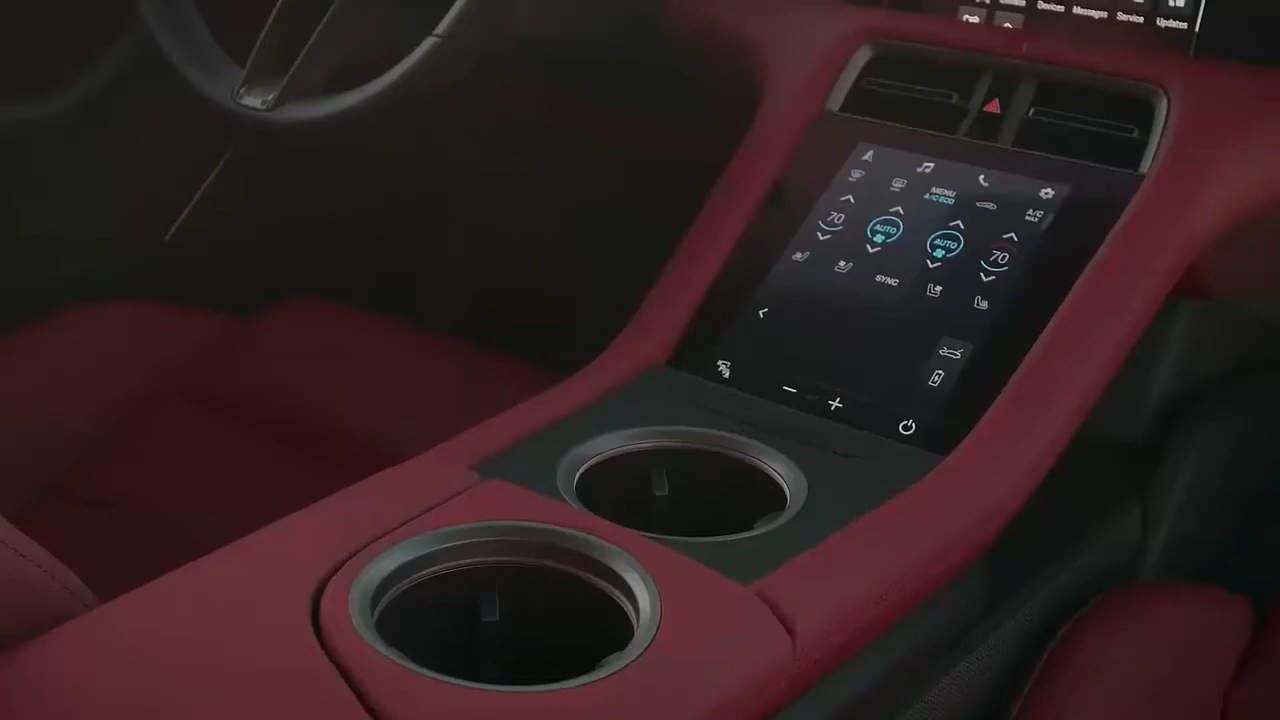 Devices Messages Service Updates
MENU
A/C ECO
A/C
MAX
70 AUTO AUTO 70
SYNC